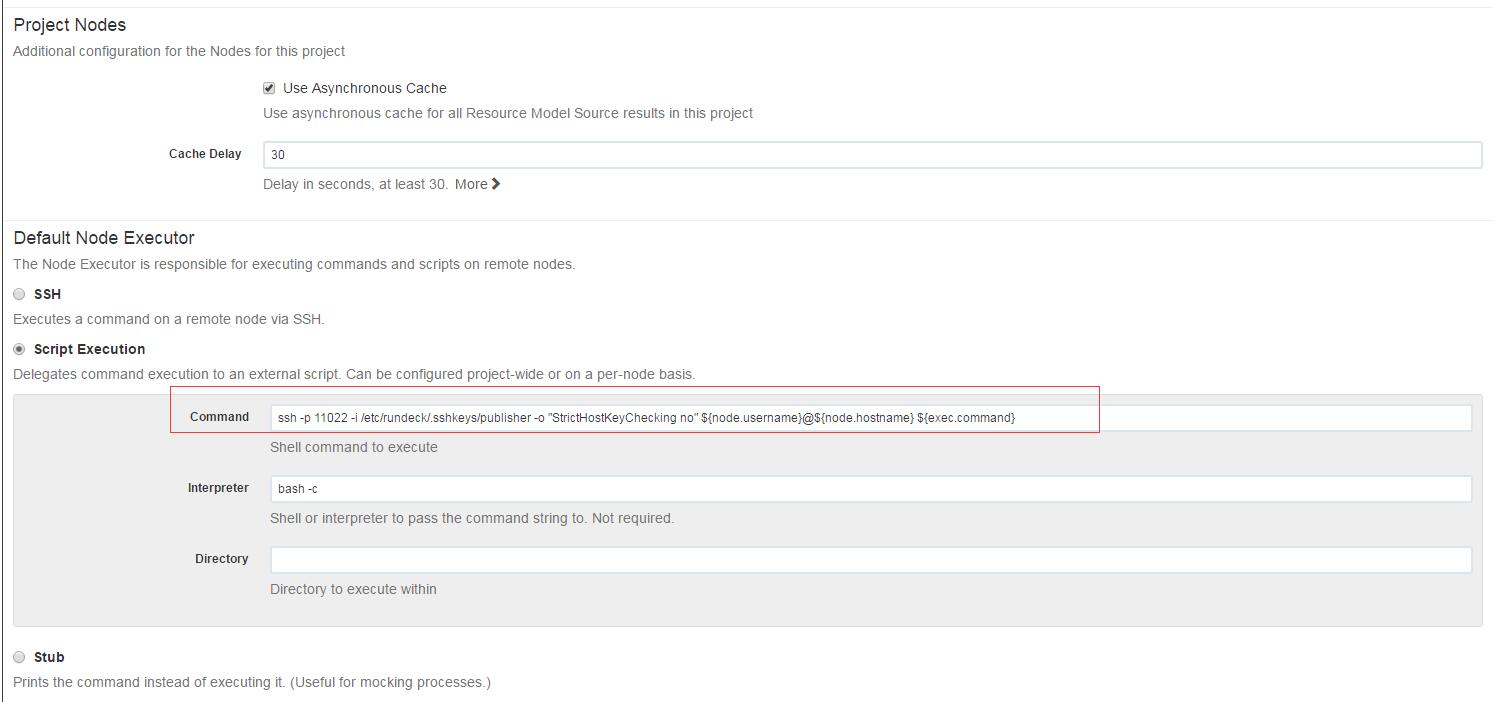 Project Nodes
Additional configuration for the Nodes for this project
Use Asynchronous Cache
Use asynchronous cache for all Resource Model Source results in this project
Cache Delay 30
Delay in seconds, at least 30. More
Default Node Executor
The Node Executor is responsible for executing commands and scripts on remote nodes.
SSH
Executes a command on a remote node via SSH.
Script Execution
Delegates command execution to an external script. Can be configured project-wide or on a per-node basis.
Command ssh -p 11022 -i /etc/rundeck/.sshkeys/publisher -o "StrictHostKeyChecking no" ${node.username}@${node.hostname} ${exec.command}
Shell command to execute
Interpreter bash -c
Shell or interpreter to pass the command string to. Not required.
Directory
Directory to execute within
Stub
Prints the command instead of executing it. (Useful for mocking processes.)